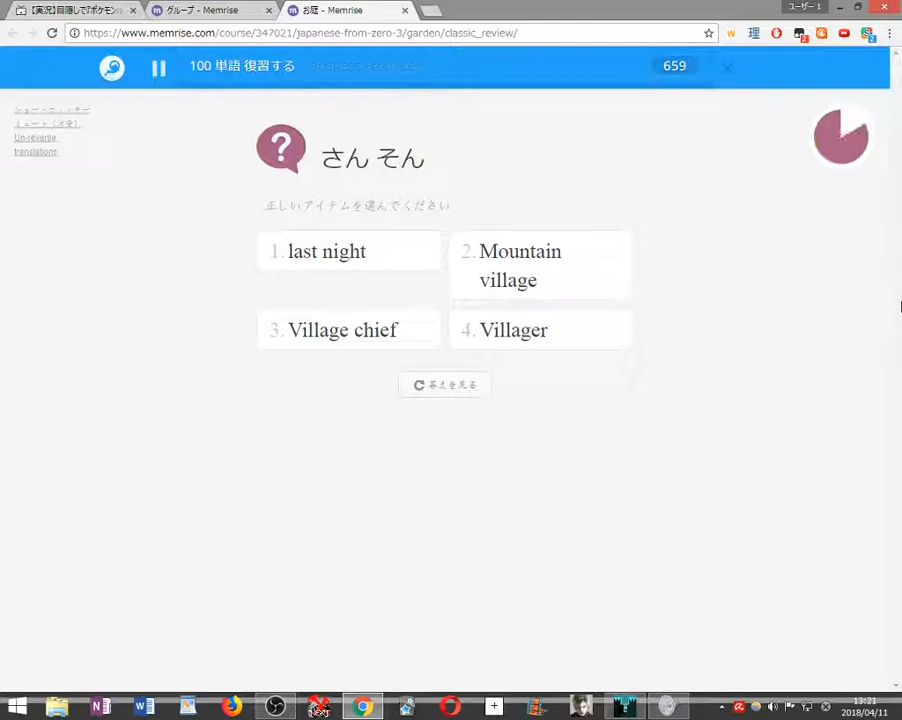 【実況】目隠しで『ポケモン
グループ - Memrise
お庭 - Memrise
ユーザー 1
https://www.memrise.com/course/347021/japanese-from-zero-3/garden/classic_review/
100 単語 復習する
659
Un-reverse
translations
さん そん
正しいアイテムを選んでください
1. last night
2. Mountain
village
3. Village chief
4. Villager
答えを見る
13:21
2018/04/11